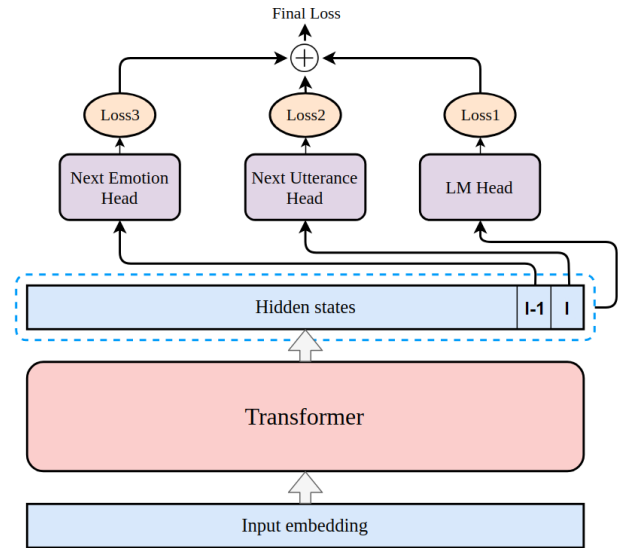 Final Loss
Loss3
Loss2
Loss1
Next Emotion
Head
Next Utterance
Head
LM Head
Hidden states
l-1
l
Transformer
Input embedding